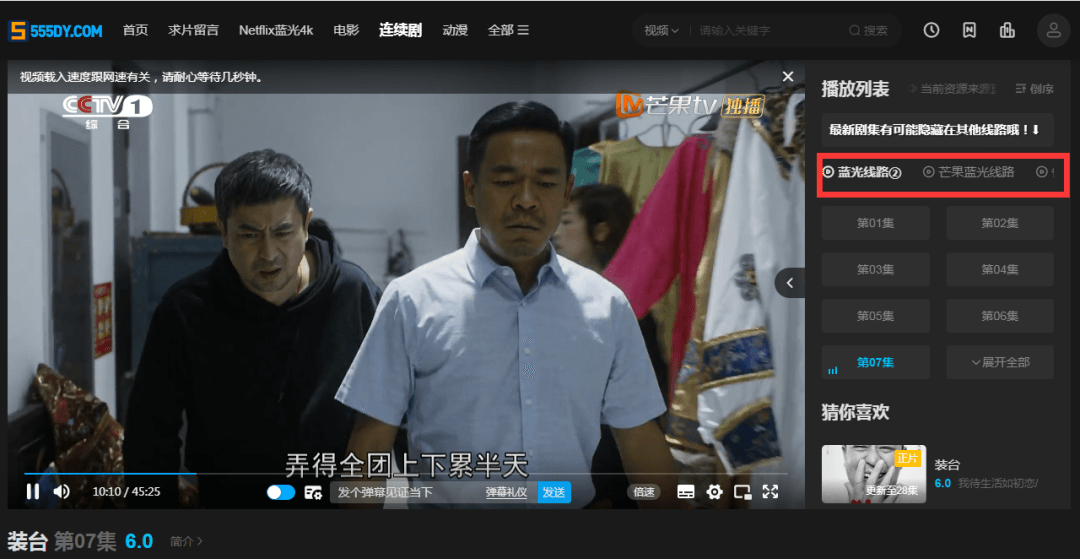 555DY.COM 首页 求片留言 Netflix蓝光4k 电影 连续剧 动漫 全部 视频 请输入关键字 搜索
视频载入速度跟网速有关，请耐心等待几秒钟。
CCTV 1
综合
芒果tv 独播
播放列表 当前资源来源 倒序
最新剧集有可能隐藏在其他线路哦！⬇
蓝光线路② 芒果蓝光线路
第01集 第02集
第03集 第04集
第05集 第06集
第07集 展开全部
猜你喜欢
正片
更新至28集
装台
6.0 我待生活如初恋/
弄得全团上下累半天
10:10 / 45:25 发个弹幕见证当下 弹幕礼仪 发送 倍速
装台 第07集 6.0 简介